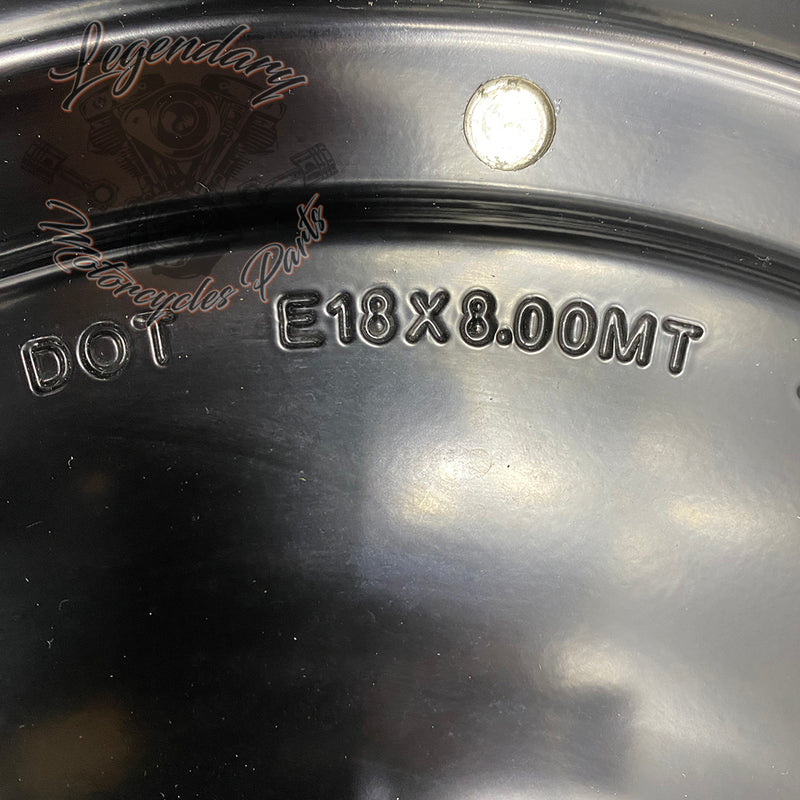 Legendary
Motorcycles Parts
DOT E18X8.00MT